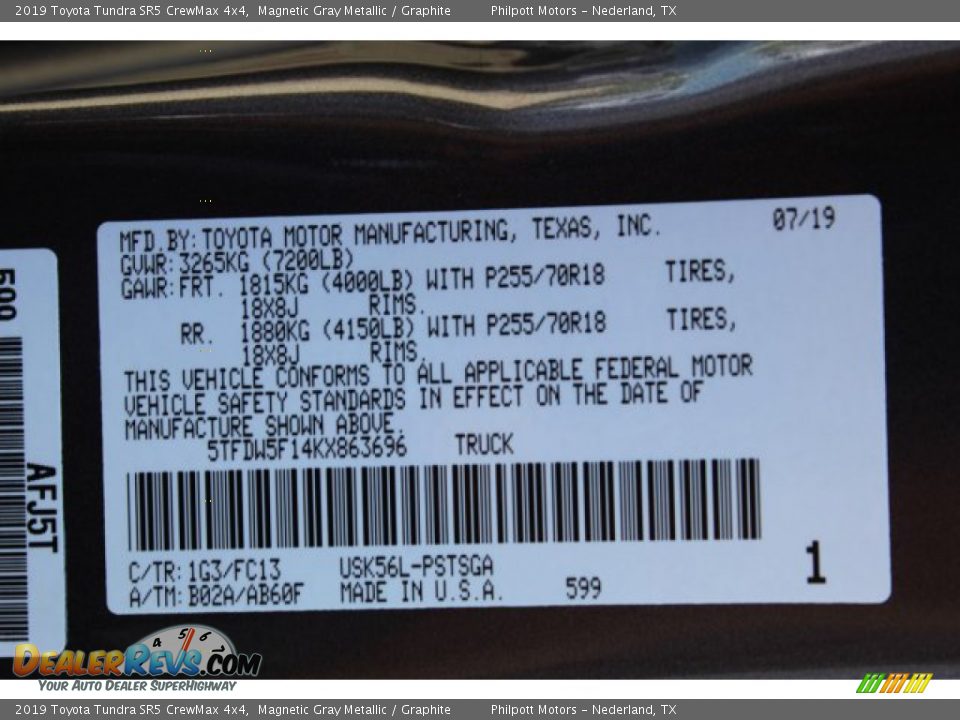 2019 Toyota Tundra SR5 CrewMax 4x4, Magnetic Gray Metallic / Graphite Philpott Motors - Nederland, TX
MFD.BY:TOYOTA MOTOR MANUFACTURING, TEXAS, INC. 07/19
GVWR:3265KG (7200LB)
GAWR:FRT. 1815KG (4000LB) WITH P255/70R18 TIRES,
18X8J RIMS.
RR. 1880KG (4150LB) WITH P255/70R18 TIRES,
18X8J RIMS.
THIS VEHICLE CONFORMS TO ALL APPLICABLE FEDERAL MOTOR
VEHICLE SAFETY STANDARDS IN EFFECT ON THE DATE OF
MANUFACTURE SHOWN ABOVE.
5TFDW5F14KX863696 TRUCK
C/TR:1G3/FC13 USK56L-PSTSGA
A/TM:B02A/AB60F MADE IN U.S.A. 599
1
AFJ5T
4 5 6
DealerRevs.com
Your Auto Dealer SuperHighway
2019 Toyota Tundra SR5 CrewMax 4x4, Magnetic Gray Metallic / Graphite Philpott Motors - Nederland, TX